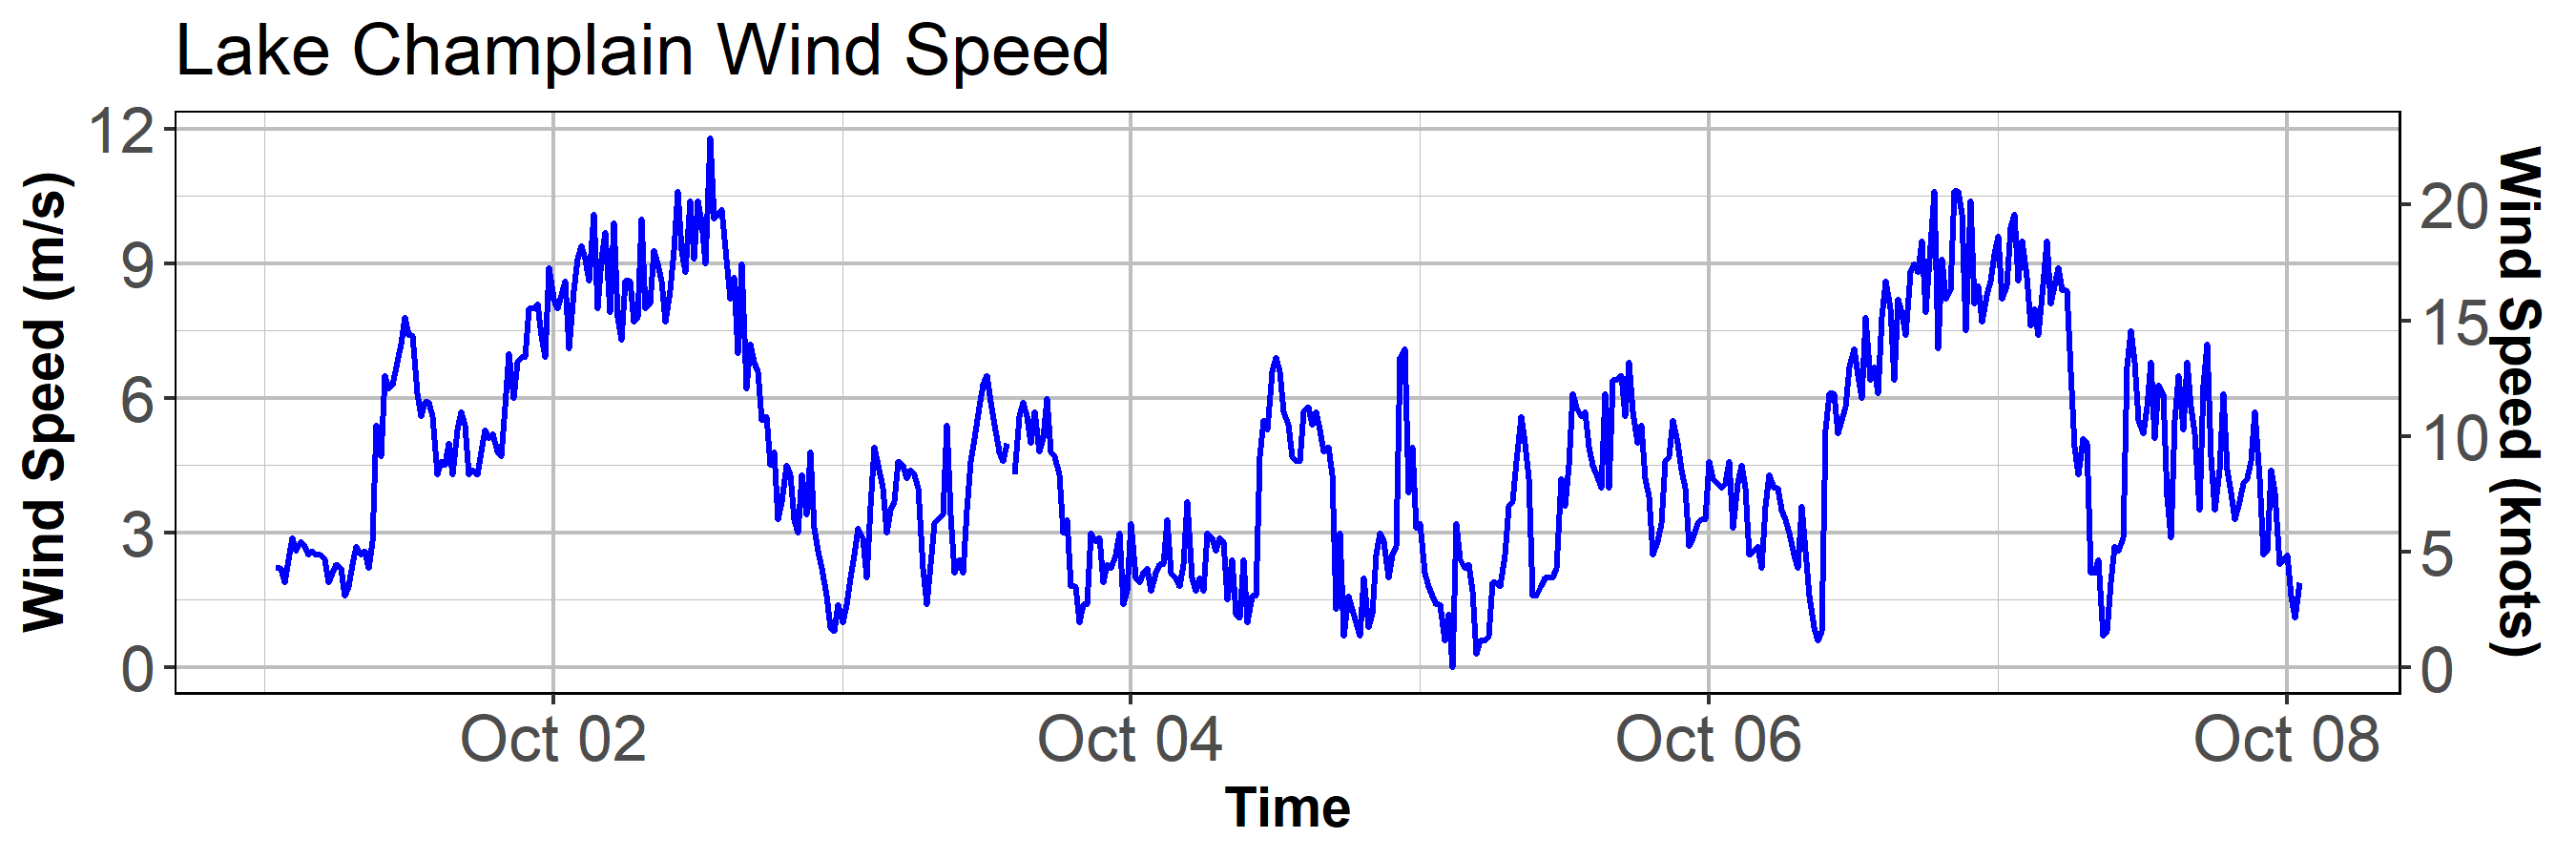 Lake Champlain Wind Speed
12
9
6
3
0
Wind Speed (m/s)
20
15
10
5
0
Wind Speed (knots)
Oct 02 Oct 04 Oct 06 Oct 08
Time